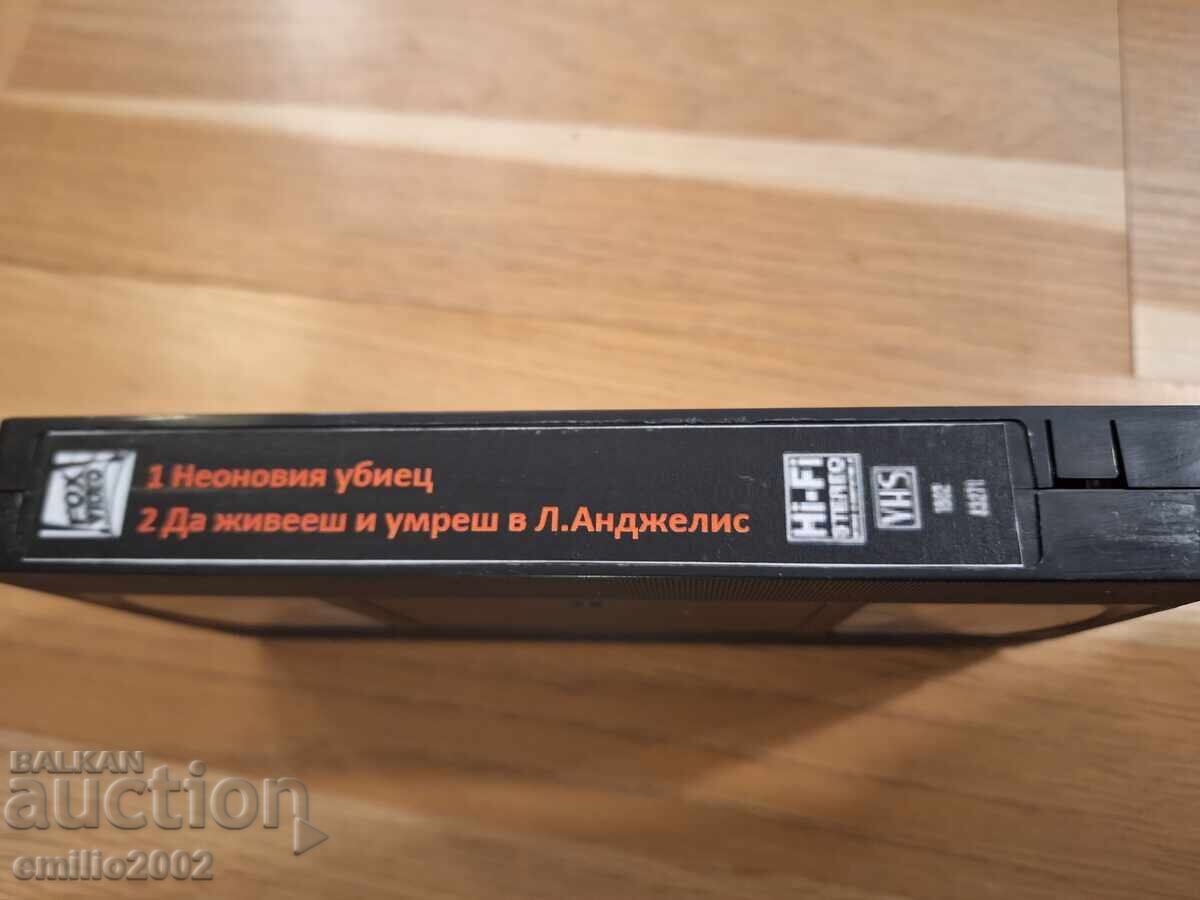 FOX
VIDEO
1 Неоновия убиец
2 Да живееш и умреш в Л.Анджелис
Hi-Fi
STEREO
VHS
BALKAN
auction
emilio2002